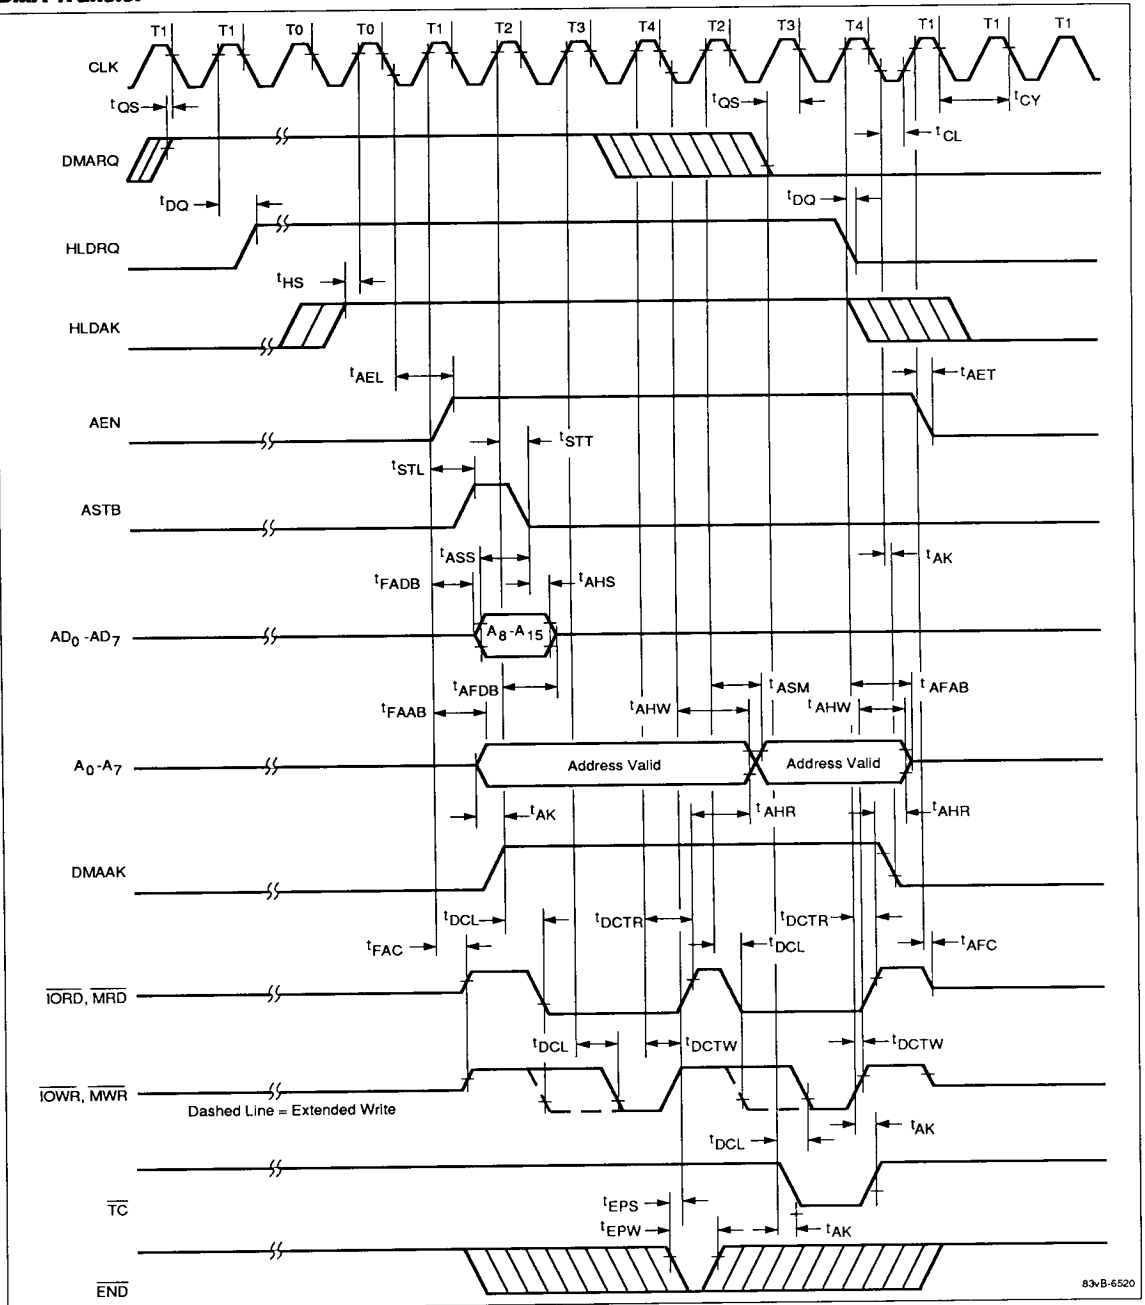 T1 T1 T0 T0 T1 T2 T3 T4 T2 T3 T4 T1 T1 T1
CLK
tQS tQS tCY
tCL
DMARQ
tDQ tDQ
HLDRQ
tHS
HLDAK
tAEL tAET
AEN
tSTT
tSTL
ASTB
tASS tAK
tFADB tAHS
AD0 -AD7 A8-A15
tAFDB tASM tAFAB
tFAAB tAHW tAHW
A0-A7 Address Valid Address Valid
tAK tAHR tAHR
DMAAK
tDCL tDCTR tDCTR
tFAC tDCL tAFC
IORD, MRD
tDCL tDCTW tDCTW
IOWR, MWR
Dashed Line = Extended Write
tDCL tAK
TC
tEPS
tEPW tAK
END
83vB-6520